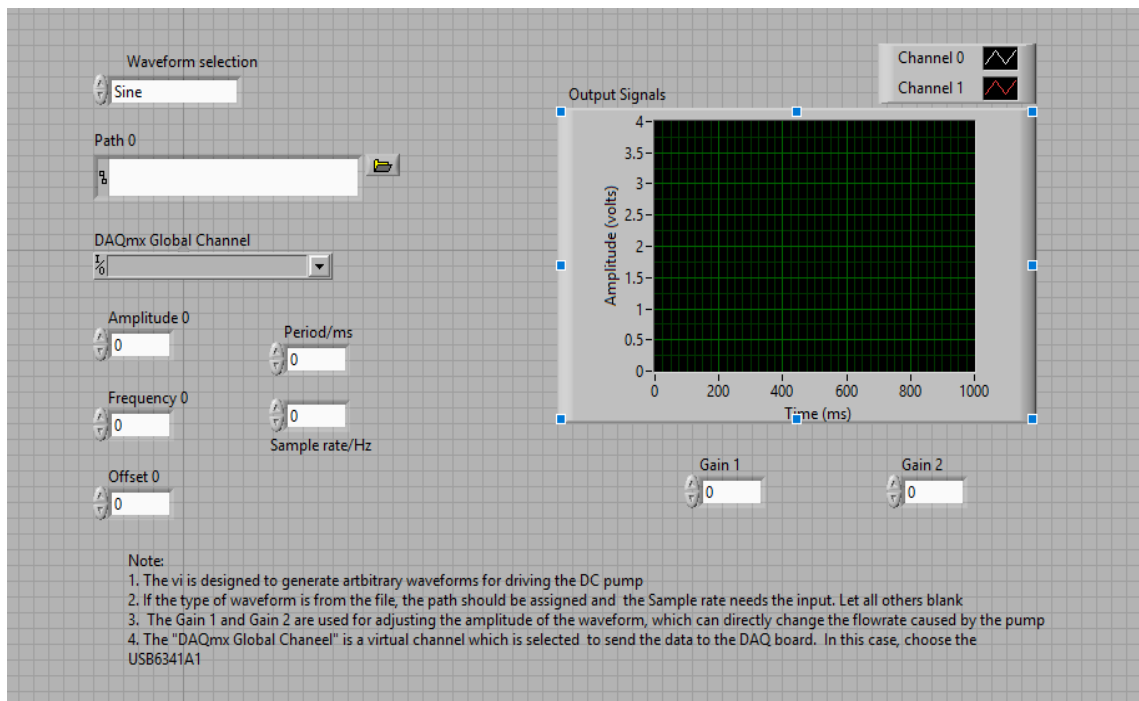 Waveform selection
Sine
Path 0
DAQmx Global Channel
Amplitude 0
0
Period/ms
0
Frequency 0
0
0
Sample rate/Hz
Offset 0
0
Channel 0
Channel 1
Output Signals
4
3.5
3
2.5
2
1.5
1
0.5
0
Amplitude (volts)
0 200 400 600 800 1000
Time (ms)
Gain 1
0
Gain 2
0
Note:
1. The vi is designed to generate artbitrary waveforms for driving the DC pump
2. If the type of waveform is from the file, the path should be assigned and the Sample rate needs the input. Let all others blank
3. The Gain 1 and Gain 2 are used for adjusting the amplitude of the waveform, which can directly change the flowrate caused by the pump
4. The "DAQmx Global Chaneel" is a virtual channel which is selected to send the data to the DAQ board. In this case, choose the
USB6341A1